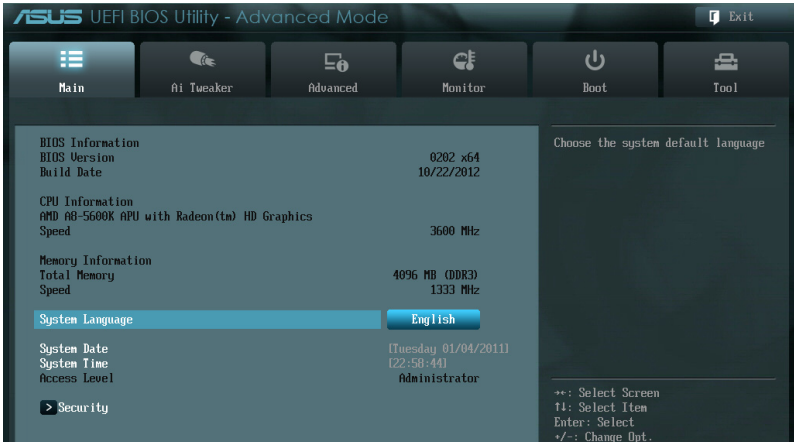 ASUS UEFI BIOS Utility - Advanced Mode
Exit
Main
Ai Tweaker
Advanced
Monitor
Boot
Tool
BIOS Information
BIOS Version 0202 x64
Build Date 10/22/2012
CPU Information
AMD A8-5600K APU with Radeon(tm) HD Graphics
Speed 3600 MHz
Memory Information
Total Memory 4096 MB (DDR3)
Speed 1333 MHz
System Language English
System Date [Tuesday 01/04/2011]
System Time [22:58:44]
Access Level Administrator
> Security
Choose the system default language
→←: Select Screen
↑↓: Select Item
Enter: Select
+/-: Change Opt.